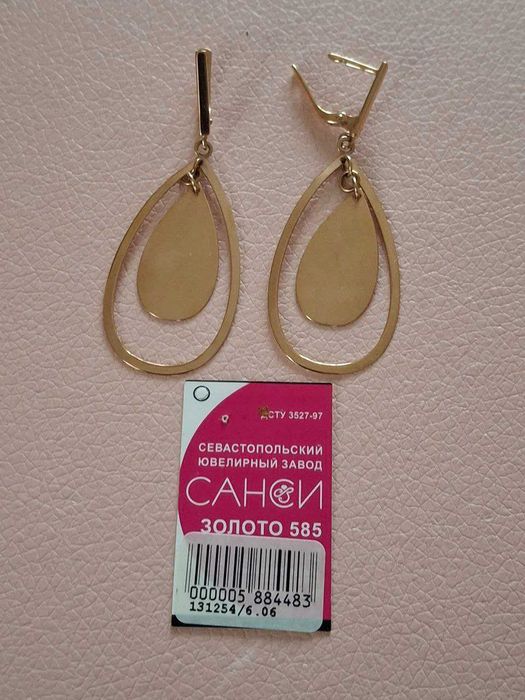 ДСТУ 3527-97
СЕВАСТОПОЛЬСКИЙ
ЮВЕЛИРНЫЙ ЗАВОД
САНСИ
ЗОЛОТО 585
000005 884483
131254/6.06